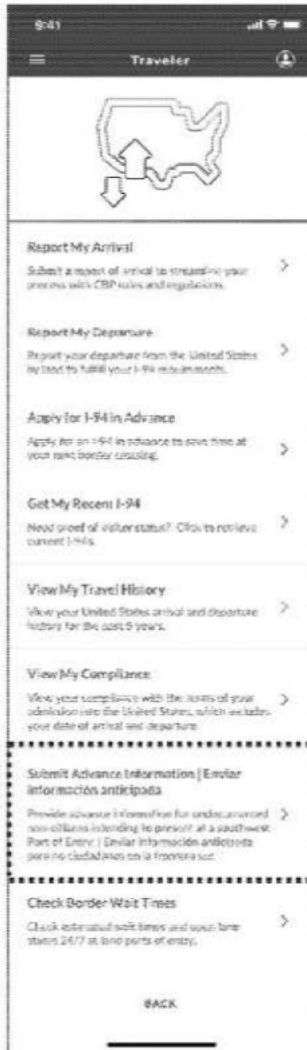 9:41
Traveler
Report My Arrival
Submit a report of arrival to streamline your
process with CBP rules and regulations.
Report My Departure
Report your departure from the United States
by land to fulfill your I-94 requirements.
Apply for I-94 in Advance
Apply for an I-94 in advance to save time at
your next border crossing.
Get My Recent I-94
Need proof of visitor status? Click to retrieve
current I-94s.
View My Travel History
View your United States arrival and departure
history for the past 5 years.
View My Compliance
View your compliance with the terms of your
admission into the United States, which includes
your date of arrival and departure.
Submit Advance Information | Enviar
información anticipada
Provide advance information for undocumented
non-citizens intending to present at a southwest
Port of Entry. | Enviar información anticipada
para no ciudadanos en la frontera sur
Check Border Wait Times
Check estimated wait times and open lane
status 24/7 at land ports of entry.
BACK